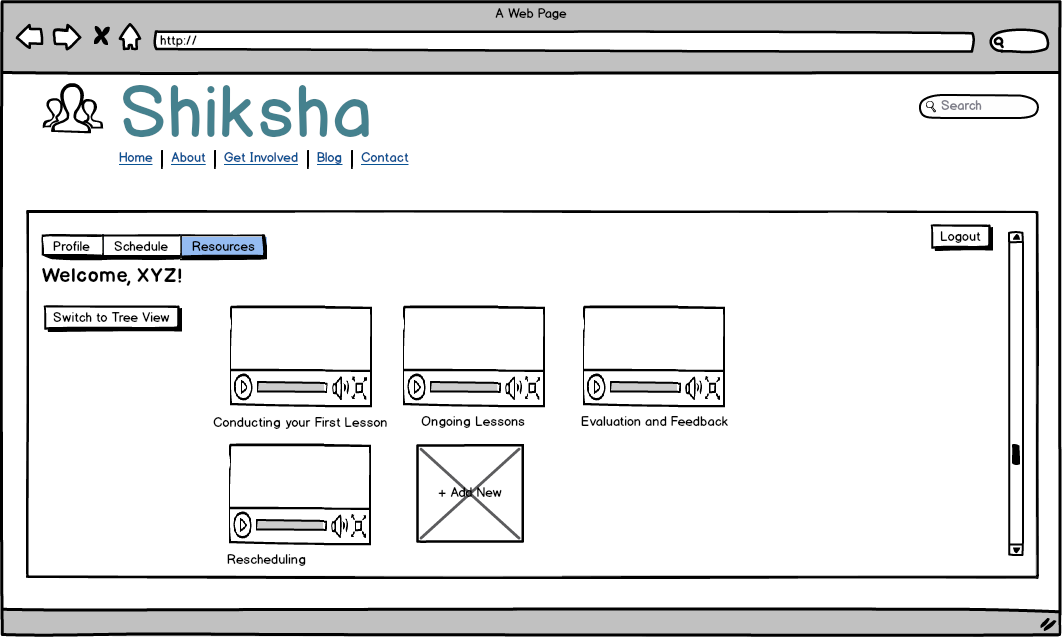 A Web Page
http://
Shiksha
Search
Home | About | Get Involved | Blog | Contact
Logout
Profile Schedule Resources
Welcome, XYZ!
Switch to Tree View
Conducting your First Lesson Ongoing Lessons Evaluation and Feedback
+ Add New
Rescheduling